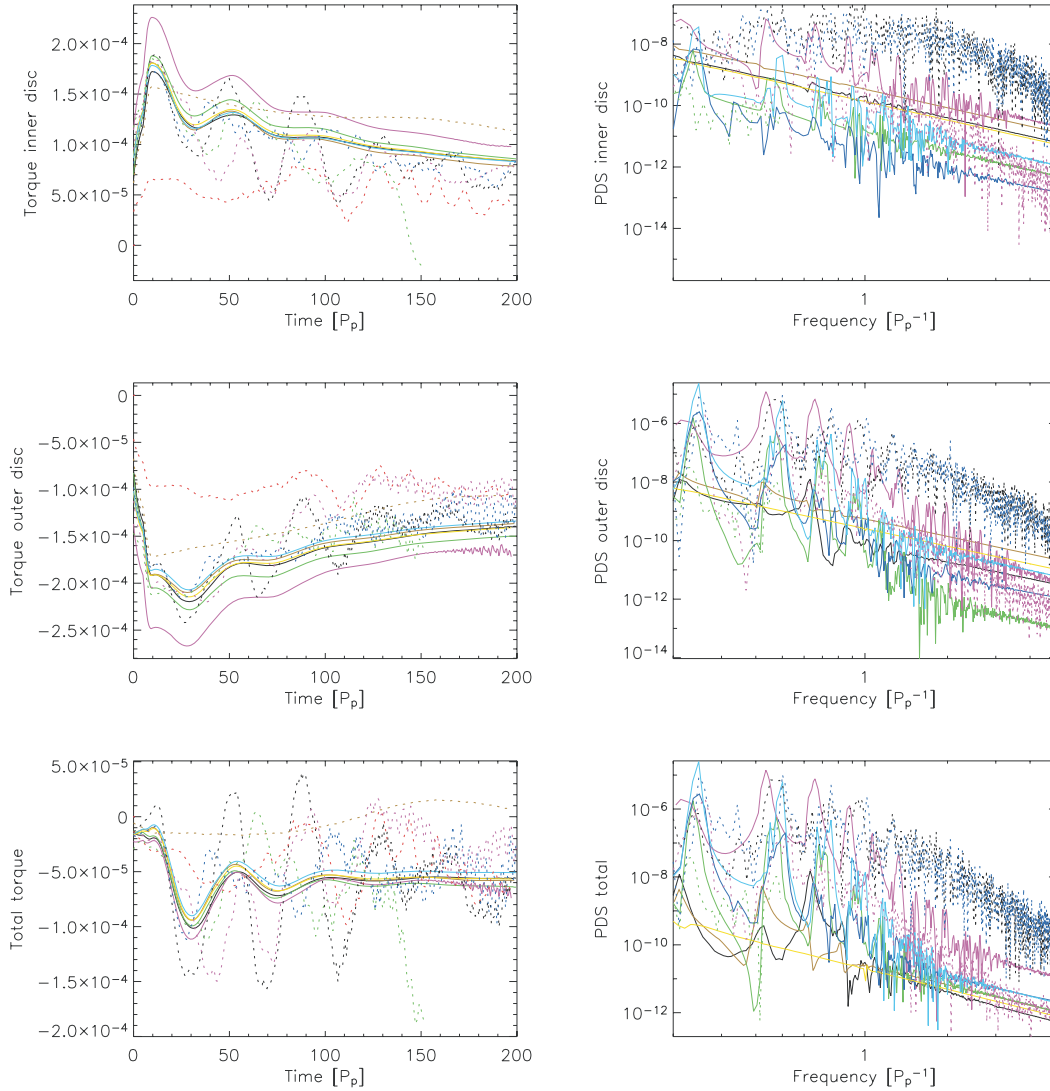 Torque inner disc
2.0×10⁻⁴
1.5×10⁻⁴
1.0×10⁻⁴
5.0×10⁻⁵
0
0 50 100 150 200
Time [Pₚ]
PDS inner disc
10⁻⁸
10⁻¹⁰
10⁻¹²
10⁻¹⁴
1
Frequency [Pₚ⁻¹]
Torque outer disc
0
−5.0×10⁻⁵
−1.0×10⁻⁴
−1.5×10⁻⁴
−2.0×10⁻⁴
−2.5×10⁻⁴
0 50 100 150 200
Time [Pₚ]
PDS outer disc
10⁻⁶
10⁻⁸
10⁻¹⁰
10⁻¹²
10⁻¹⁴
1
Frequency [Pₚ⁻¹]
Total torque
5.0×10⁻⁵
0
−5.0×10⁻⁵
−1.0×10⁻⁴
−1.5×10⁻⁴
−2.0×10⁻⁴
0 50 100 150 200
Time [Pₚ]
PDS total
10⁻⁶
10⁻⁸
10⁻¹⁰
10⁻¹²
1
Frequency [Pₚ⁻¹]